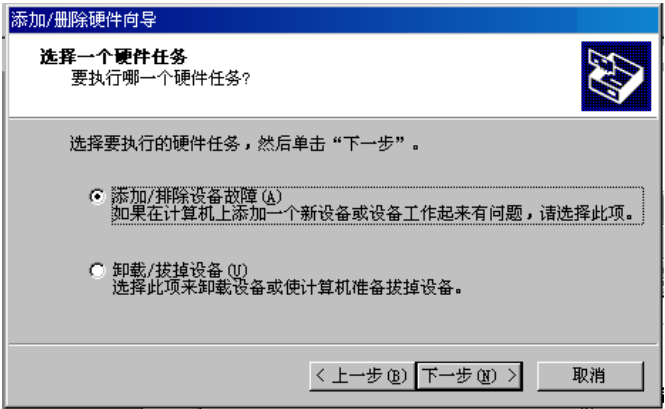 添加/删除硬件向导
选择一个硬件任务
要执行哪一个硬件任务?
选择要执行的硬件任务，然后单击“下一步”。
添加/排除设备故障(A)
如果在计算机上添加一个新设备或设备工作起来有问题，请选择此项。
卸载/拔掉设备(U)
选择此项来卸载设备或使计算机准备拔掉设备。
< 上一步(B) 下一步(N) > 取消